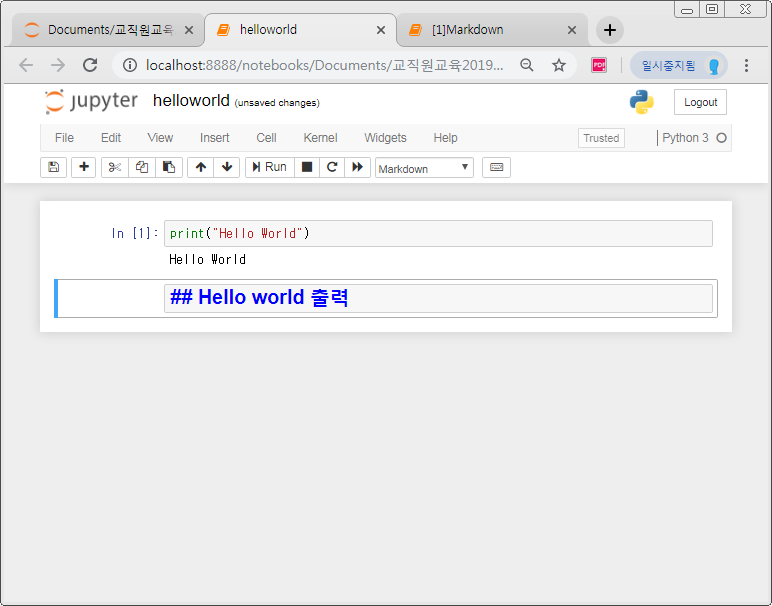 Documents/교직원교육
helloworld
[1]Markdown
localhost:8888/notebooks/Documents/교직원교육2019...
PDF
일시중지됨
jupyter helloworld (unsaved changes)
Logout
File Edit View Insert Cell Kernel Widgets Help
Trusted
Python 3
Run
Markdown
In [1]: print("Hello World")
Hello World
## Hello world 출력